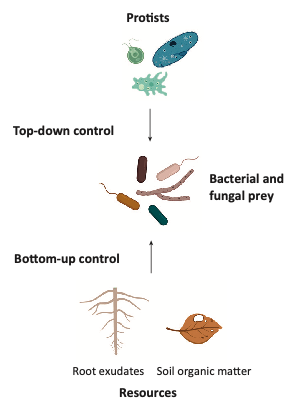 Protists
Top-down control
Bacterial and
fungal prey
Bottom-up control
Root exudates
Soil organic matter
Resources